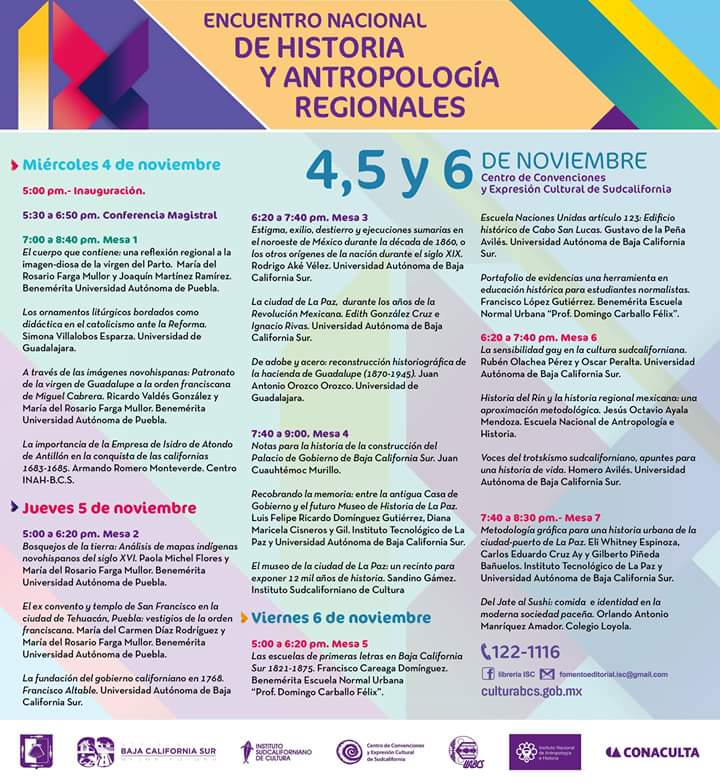 ENCUENTRO NACIONAL
DE HISTORIA
Y ANTROPOLOGÍA
REGIONALES
4,5 y 6
DE NOVIEMBRE
Centro de Convenciones
y Expresión Cultural de Sudcalifornia
Miércoles 4 de noviembre
5:00 pm.- Inauguración.
5:30 a 6:50 pm. Conferencia Magistral
7:00 a 8:40 pm. Mesa 1
El cuerpo que contiene: una reflexión regional a la
imagen-diosa de la virgen del Parto. María del
Rosario Farga Mullor y Joaquín Martínez Ramírez.
Benemérita Universidad Autónoma de Puebla.
Los ornamentos litúrgicos bordados como
didáctica en el catolicismo ante la Reforma.
Simona Villalobos Esparza. Universidad de
Guadalajara.
A través de las imágenes novohispanas: Patronato
de la virgen de Guadalupe a la orden franciscana
de Miguel Cabrera. Ricardo Valdés González y
María del Rosario Farga Mullor. Benemérita
Universidad Autónoma de Puebla.
La importancia de la Empresa de Isidro de Atondo
de Antillón en la conquista de las californias
1683-1685. Armando Romero Monteverde. Centro
INAH-B.C.S.
Jueves 5 de noviembre
5:00 a 6:20 pm. Mesa 2
Bosquejos de la tierra: Análisis de mapas indígenas
novohispanos del siglo XVI. Paola Michel Flores y
María del Rosario Farga Mullor. Benemérita
Universidad Autónoma de Puebla.
El ex convento y templo de San Francisco en la
ciudad de Tehuacán, Puebla: vestigios de la orden
franciscana. María del Carmen Díaz Rodríguez y
María del Rosario Farga Mullor. Benemérita
Universidad Autónoma de Puebla.
La fundación del gobierno californiano en 1768.
Francisco Altable. Universidad Autónoma de Baja
California Sur.
6:20 a 7:40 pm. Mesa 3
Estigma, exilio, destierro y ejecuciones sumarias en
el noroeste de México durante la década de 1860, o
los otros orígenes de la nación durante el siglo XIX.
Rodrigo Aké Vélez. Universidad Autónoma de Baja
California Sur.
La ciudad de La Paz, durante los años de la
Revolución Mexicana. Edith González Cruz e
Ignacio Rivas. Universidad Autónoma de Baja
California Sur.
De adobe y acero: reconstrucción historiográfica de
la hacienda de Guadalupe (1870-1945). Juan
Antonio Orozco Orozco. Universidad de
Guadalajara.
7:40 a 9:00. Mesa 4
Notas para la historia de la construcción del
Palacio de Gobierno de Baja California Sur. Juan
Cuauhtémoc Murillo.
Recobrando la memoria: entre la antigua Casa de
Gobierno y el futuro Museo de Historia de La Paz.
Luis Felipe Ricardo Domínguez Gutiérrez, Diana
Maricela Cisneros y Gil. Instituto Tecnológico de La
Paz y Universidad Autónoma de Baja California Sur.
El museo de la ciudad de La Paz: un recinto para
exponer 12 mil años de historia. Sandino Gámez.
Instituto Sudcaliforniano de Cultura
Viernes 6 de noviembre
5:00 a 6:20 pm. Mesa 5
Las escuelas de primeras letras en Baja California
Sur 1821-1875. Francisco Careaga Domínguez.
Benemérita Escuela Normal Urbana
"Prof. Domingo Carballo Félix".
Escuela Naciones Unidas artículo 123: Edificio
histórico de Cabo San Lucas. Gustavo de la Peña
Avilés. Universidad Autónoma de Baja California
Sur.
Portafolio de evidencias una herramienta en
educación histórica para estudiantes normalistas.
Francisco López Gutiérrez. Benemérita Escuela
Normal Urbana "Prof. Domingo Carballo Félix".
6:20 a 7:40 pm. Mesa 6
La sensibilidad gay en la cultura sudcaliforniana.
Rubén Olachea Pérez y Oscar Peralta. Universidad
Autónoma de Baja California Sur.
Historia del Rin y la historia regional mexicana: una
aproximación metodológica. Jesús Octavio Ayala
Mendoza. Escuela Nacional de Antropología e
Historia.
Voces del trotskismo sudcaliforniano, apuntes para
una historia de vida. Homero Avilés. Universidad
Autónoma de Baja California Sur.
7:40 a 8:30 pm.- Mesa 7
Metodología gráfica para una historia urbana de la
ciudad-puerto de La Paz. Eli Whitney Espinoza,
Carlos Eduardo Cruz Ay y Gilberto Piñeda
Bañuelos. Instituto Tecnológico de La Paz y
Universidad Autónoma de Baja California Sur.
Del Jate al Sushi: comida e identidad en la
moderna sociedad paceña. Orlando Antonio
Manríquez Amador. Colegio Loyola.
122-1116
libreria ISC
fomentoeditorial.isc@gmail.com
culturabcs.gob.mx
BAJA CALIFORNIA SUR
INSTITUTO
SUDCALIFORNIANO
DE CULTURA
Centro de Convenciones
y Expresión Cultural de
Sudcalifornia
UABCS
Instituto Nacional
de Antropología
e Historia
CONACULTA